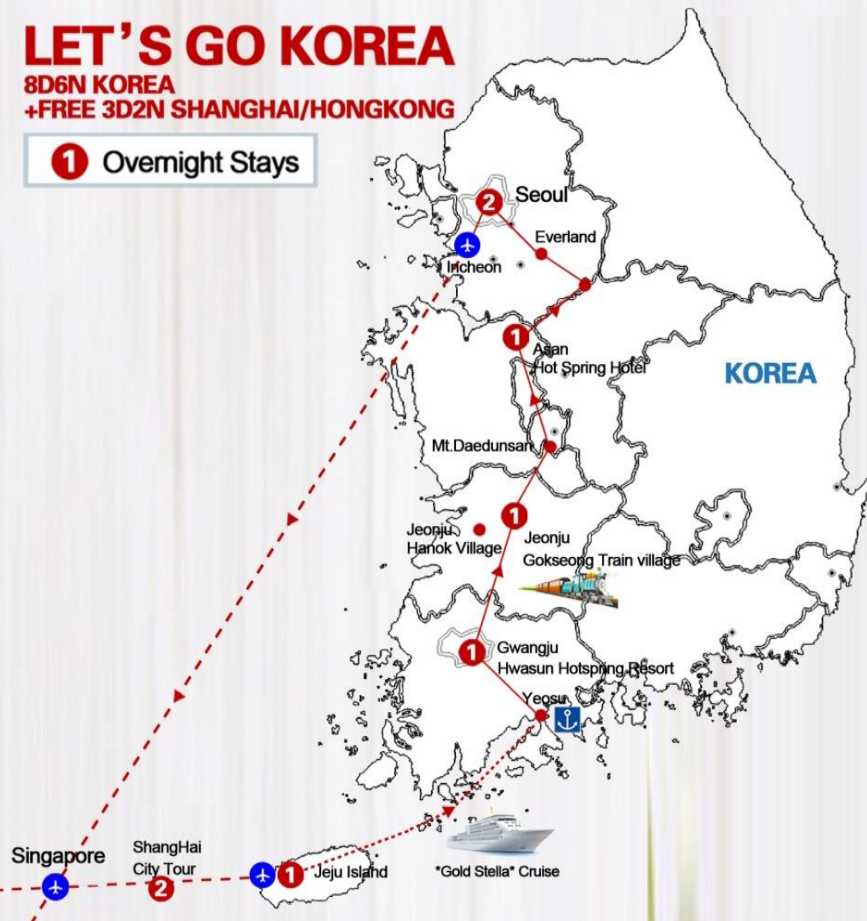 LET'S GO KOREA
8D6N KOREA
+FREE 3D2N SHANGHAI/HONGKONG
1 Overnight Stays
2 Seoul
Everland
Incheon
1
Asan
Hot Spring Hotel
KOREA
Mt.Daedunsan
1
Jeonju
Hanok Village
Jeonju
Gokseong Train village
1
Gwangju
Hwasun Hotspring Resort
Yeosu
Singapore
ShangHai
City Tour
2
1 Jeju Island
"Gold Stella" Cruise